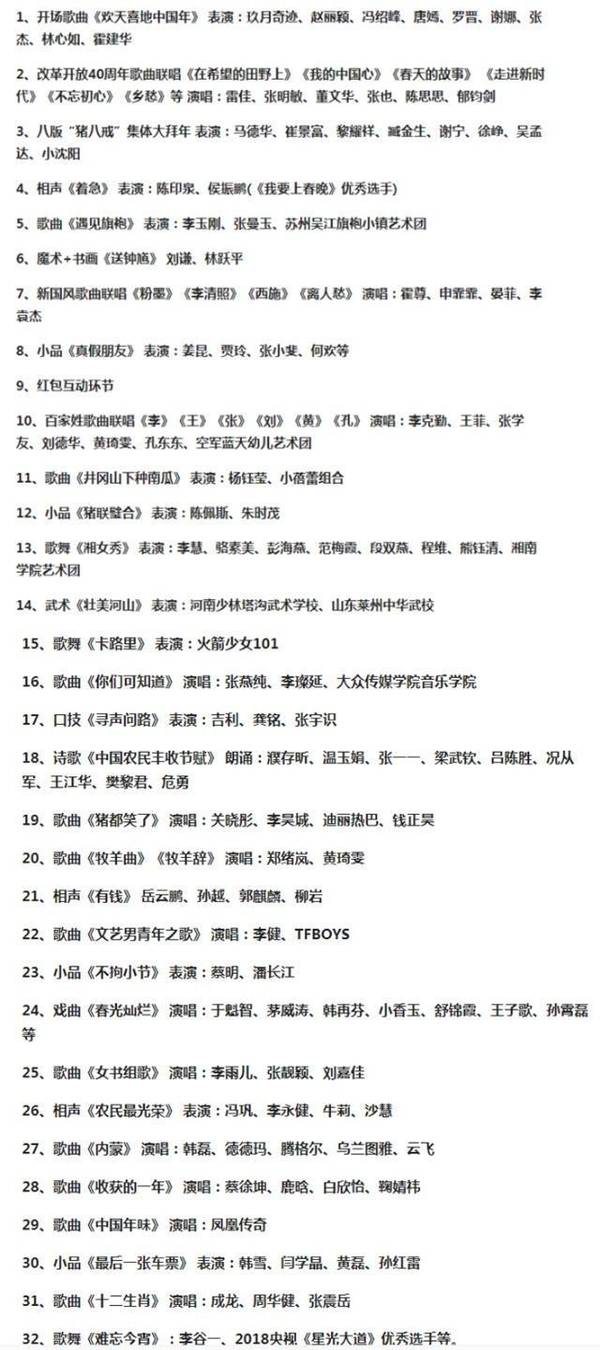 1、开场歌曲《欢天喜地中国年》 表演：玖月奇迹、赵丽颖、冯绍峰、唐嫣、罗晋、谢娜、张
杰、林心如、霍建华
2、改革开放40周年歌曲联唱《在希望的田野上》《我的中国心》《春天的故事》 《走进新时
代》《不忘初心》《乡愁》等 演唱：雷佳、张明敏、董文华、张也、陈思思、郁钧剑
3、八版“猪八戒”集体大拜年 表演：马德华、崔景富、黎耀祥、臧金生、谢宁、徐峥、吴孟
达、小沈阳
4、相声《着急》 表演：陈印泉、侯振鹏(《我要上春晚》优秀选手)
5、歌曲《遇见旗袍》 表演：李玉刚、张曼玉、苏州吴江旗袍小镇艺术团
6、魔术+书画《送钟馗》 刘谦、林跃平
7、新国风歌曲联唱《粉墨》《李清照》《西施》《离人愁》 演唱：霍尊、申霏霏、晏菲、李
袁杰
8、小品《真假朋友》 表演：姜昆、贾玲、张小斐、何欢等
9、红包互动环节
10、百家姓歌曲联唱《李》《王》《张》《刘》《黄》《孔》 演唱：李克勤、王菲、张学
友、刘德华、黄琦雯、孔东东、空军蓝天幼儿艺术团
11、歌曲《井冈山下种南瓜》 表演：杨钰莹、小蓓蕾组合
12、小品《猪联璧合》 表演：陈佩斯、朱时茂
13、歌舞《湘女秀》 表演：李慧、骆素美、彭海燕、范梅霞、段双燕、程维、熊钰清、湘南
学院艺术团
14、武术《壮美河山》 表演：河南少林塔沟武术学校、山东莱州中华武校
15、歌舞《卡路里》 表演：火箭少女101
16、歌曲《你们可知道》 演唱：张燕纯、李璨延、大众传媒学院音乐学院
17、口技《寻声问路》 表演：吉利、龚铭、张宇识
18、诗歌《中国农民丰收节赋》 朗诵：濮存昕、温玉娟、张一一、梁武钦、吕陈胜、况从
军、王江华、樊黎君、危勇
19、歌曲《猪都笑了》 演唱：关晓彤、李昊城、迪丽热巴、钱正昊
20、歌曲《牧羊曲》《牧羊辞》 演唱：郑绪岚、黄琦雯
21、相声《有钱》 岳云鹏、孙越、郭麒麟、柳岩
22、歌曲《文艺男青年之歌》 演唱：李健、TFBOYS
23、小品《不拘小节》 表演：蔡明、潘长江
24、戏曲《春光灿烂》 演唱：于魁智、茅威涛、韩再芬、小香玉、舒锦霞、王子歌、孙霄磊
等
25、歌曲《女书组歌》 演唱：李雨儿、张靓颖、刘嘉佳
26、相声《农民最光荣》 表演：冯巩、李永健、牛莉、沙慧
27、歌曲《内蒙》 演唱：韩磊、德德玛、腾格尔、乌兰图雅、云飞
28、歌曲《收获的一年》 演唱：蔡徐坤、鹿晗、白欣怡、鞠婧祎
29、歌曲《中国年味》 演唱：凤凰传奇
30、小品《最后一张车票》 表演：韩雪、闫学晶、黄磊、孙红雷
31、歌曲《十二生肖》 演唱：成龙、周华健、张震岳
32、歌舞《难忘今宵》：李谷一、2018央视《星光大道》优秀选手等。